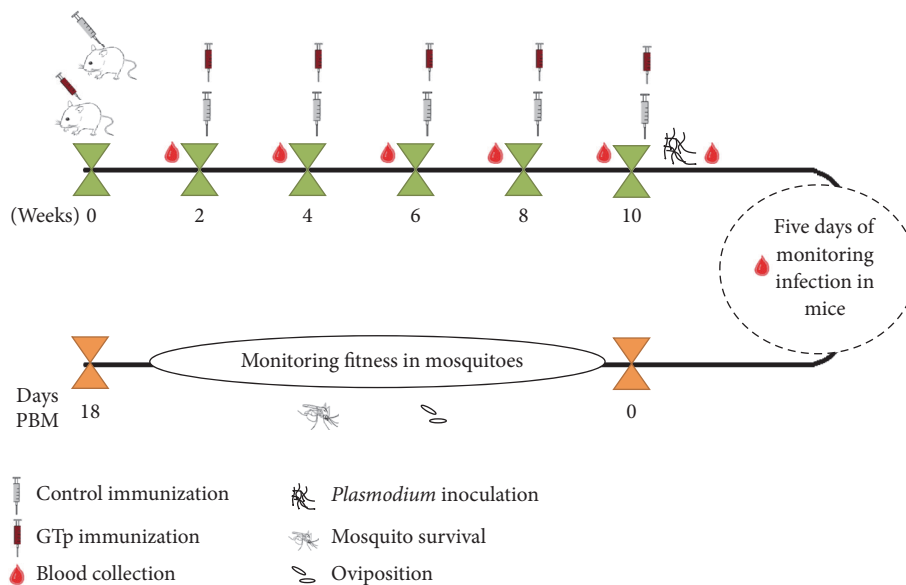 (Weeks) 0 2 4 6 8 10
Five days of
monitoring
infection in
mice
Monitoring fitness in mosquitoes
Days
PBM
18 0
Control immunization
GTp immunization
Blood collection
Plasmodium inoculation
Mosquito survival
Oviposition